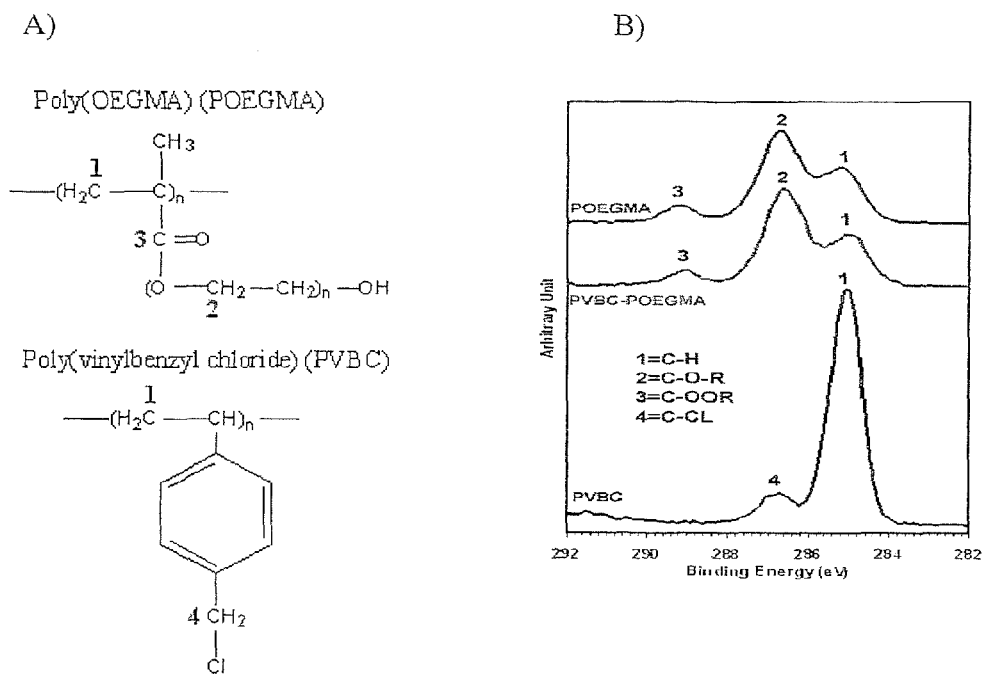 A)
B)
Poly(OEGMA) (POEGMA)
CH3
1
(H2C
C)n
3 C=O
(O
CH2
CH2)n
OH
2
Poly(vinylbenzyl chloride) (PVBC)
1
(H2C
CH)n
4 CH2
Cl
2
1
3
POEGMA
2
1
3
PVBC-POEGMA
1
Arbitrary Unit
1=C-H
2=C-O-R
3=C-OOR
4=C-CL
4
PVBC
292 290 288 286 284 282
Binding Energy (eV)